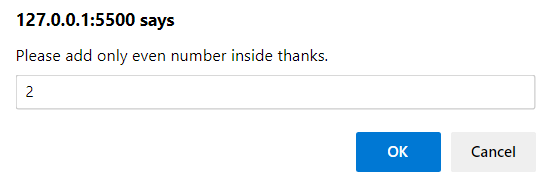 127.0.0.1:5500 says
Please add only even number inside thanks.
2
OK Cancel